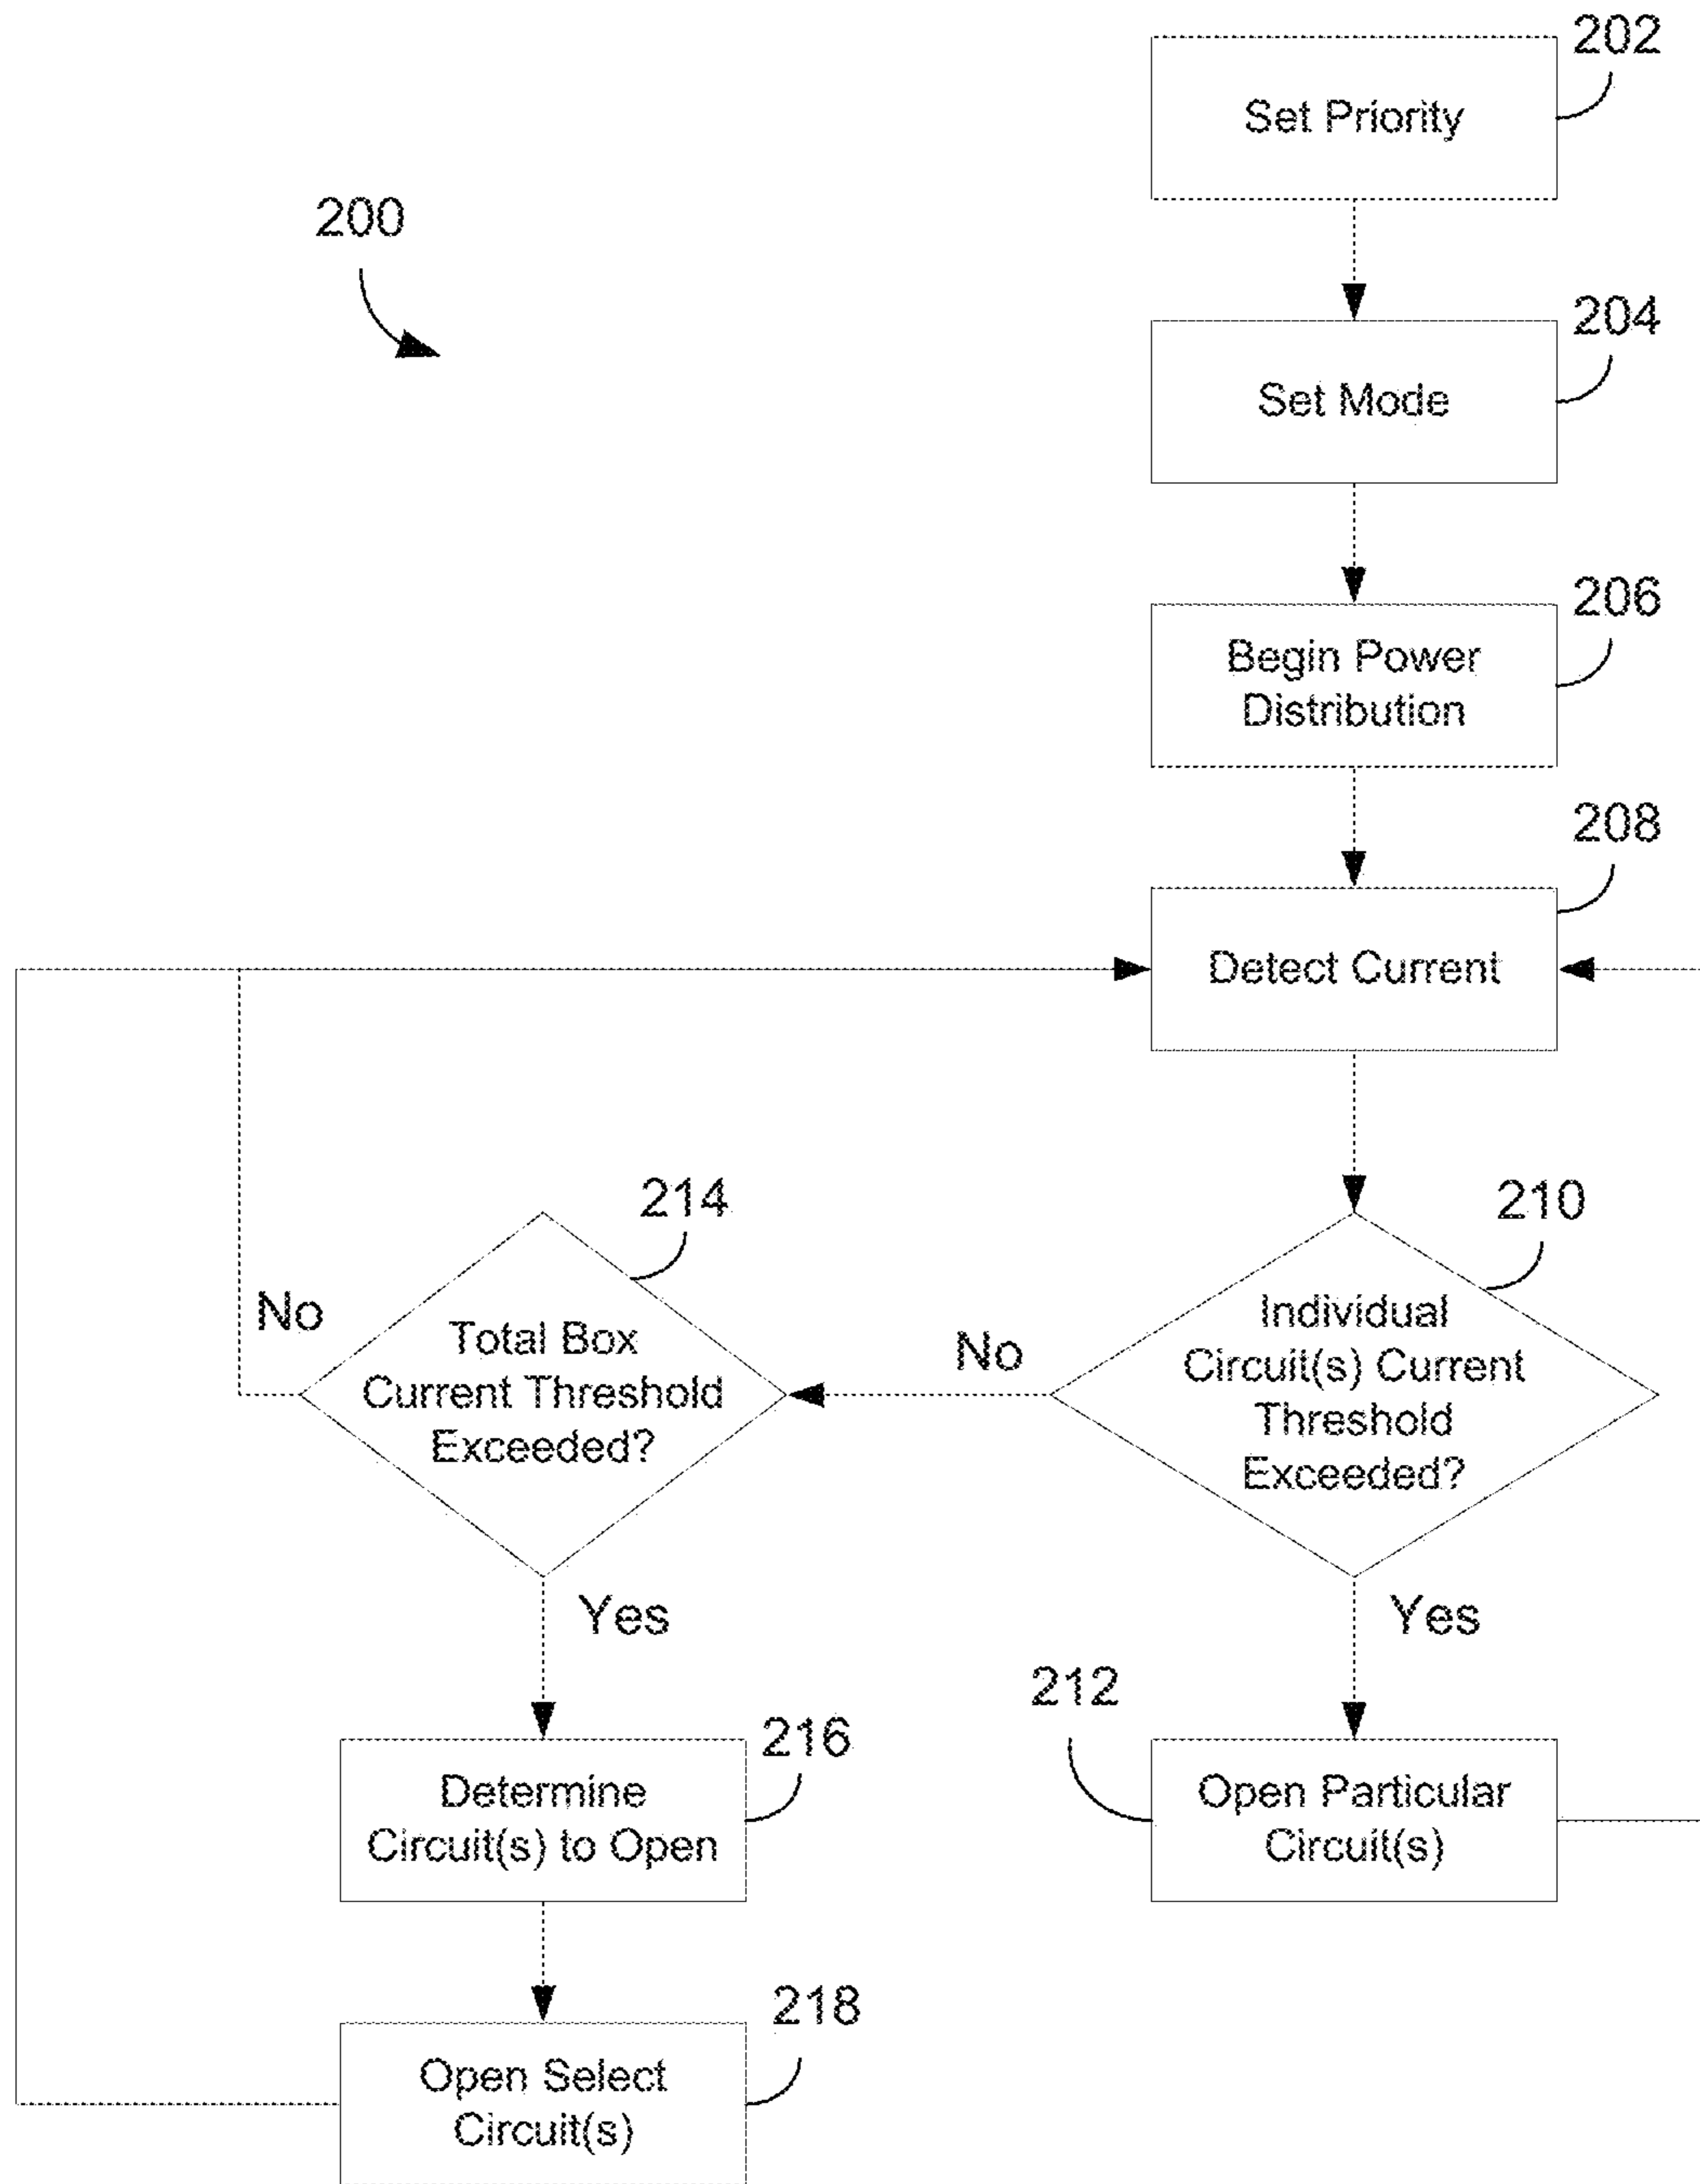 202
Set Priority
200
204
Set Mode
206
Begin Power
Distribution
208
Detect Current
214
210
No
Total Box
Current Threshold
Exceeded?
No
Individual
Circuit(s) Current
Threshold
Exceeded?
Yes
Yes
212
216
Determine
Circuit(s) to Open
Open Particular
Circuit(s)
218
Open Select
Circuit(s)